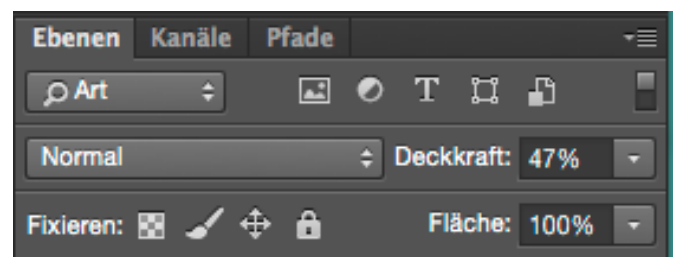 Ebenen Kanäle Pfade
Art T
Normal Deckkraft: 47%
Fixieren: Fläche: 100%